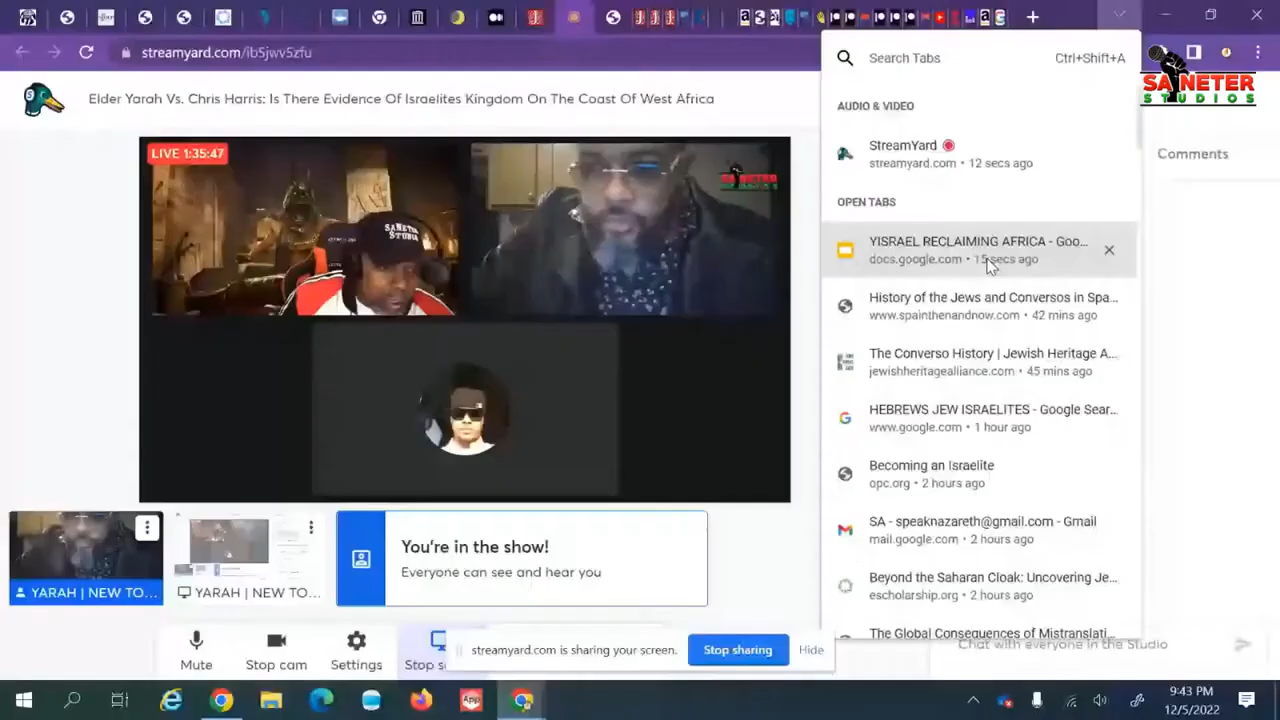 streamyard.com/ib5jwv5zfu
Elder Yarah Vs. Chris Harris: Is There Evidence Of Israelites Kingdom On The Coast Of West Africa
LIVE 1:35:47
SANETER
STUDIO
SANETER
STUDIOS
Search Tabs
Ctrl+Shift+A
AUDIO & VIDEO
StreamYard
streamyard.com • 12 secs ago
OPEN TABS
YISRAEL RECLAIMING AFRICA - Goo...
docs.google.com • 15 secs ago
History of the Jews and Conversos in Spa...
www.spainthenandnow.com • 42 mins ago
The Converso History | Jewish Heritage A...
jewishheritagealliance.com • 45 mins ago
HEBREWS JEW ISRAELITES - Google Sear...
www.google.com • 1 hour ago
Becoming an Israelite
opc.org • 2 hours ago
SA - speaknazareth@gmail.com - Gmail
mail.google.com • 2 hours ago
Beyond the Saharan Cloak: Uncovering Je...
escholarship.org • 2 hours ago
The Global Consequences of Mistranslati...
SANETER
STUDIOS
Comments
Chat with everyone in the Studio
YARAH | NEW TO...
YARAH | NEW TO...
You're in the show!
Everyone can see and hear you
Mute
Stop cam
Settings
Stop s
streamyard.com is sharing your screen.
Stop sharing
Hide
9:43 PM
12/5/2022